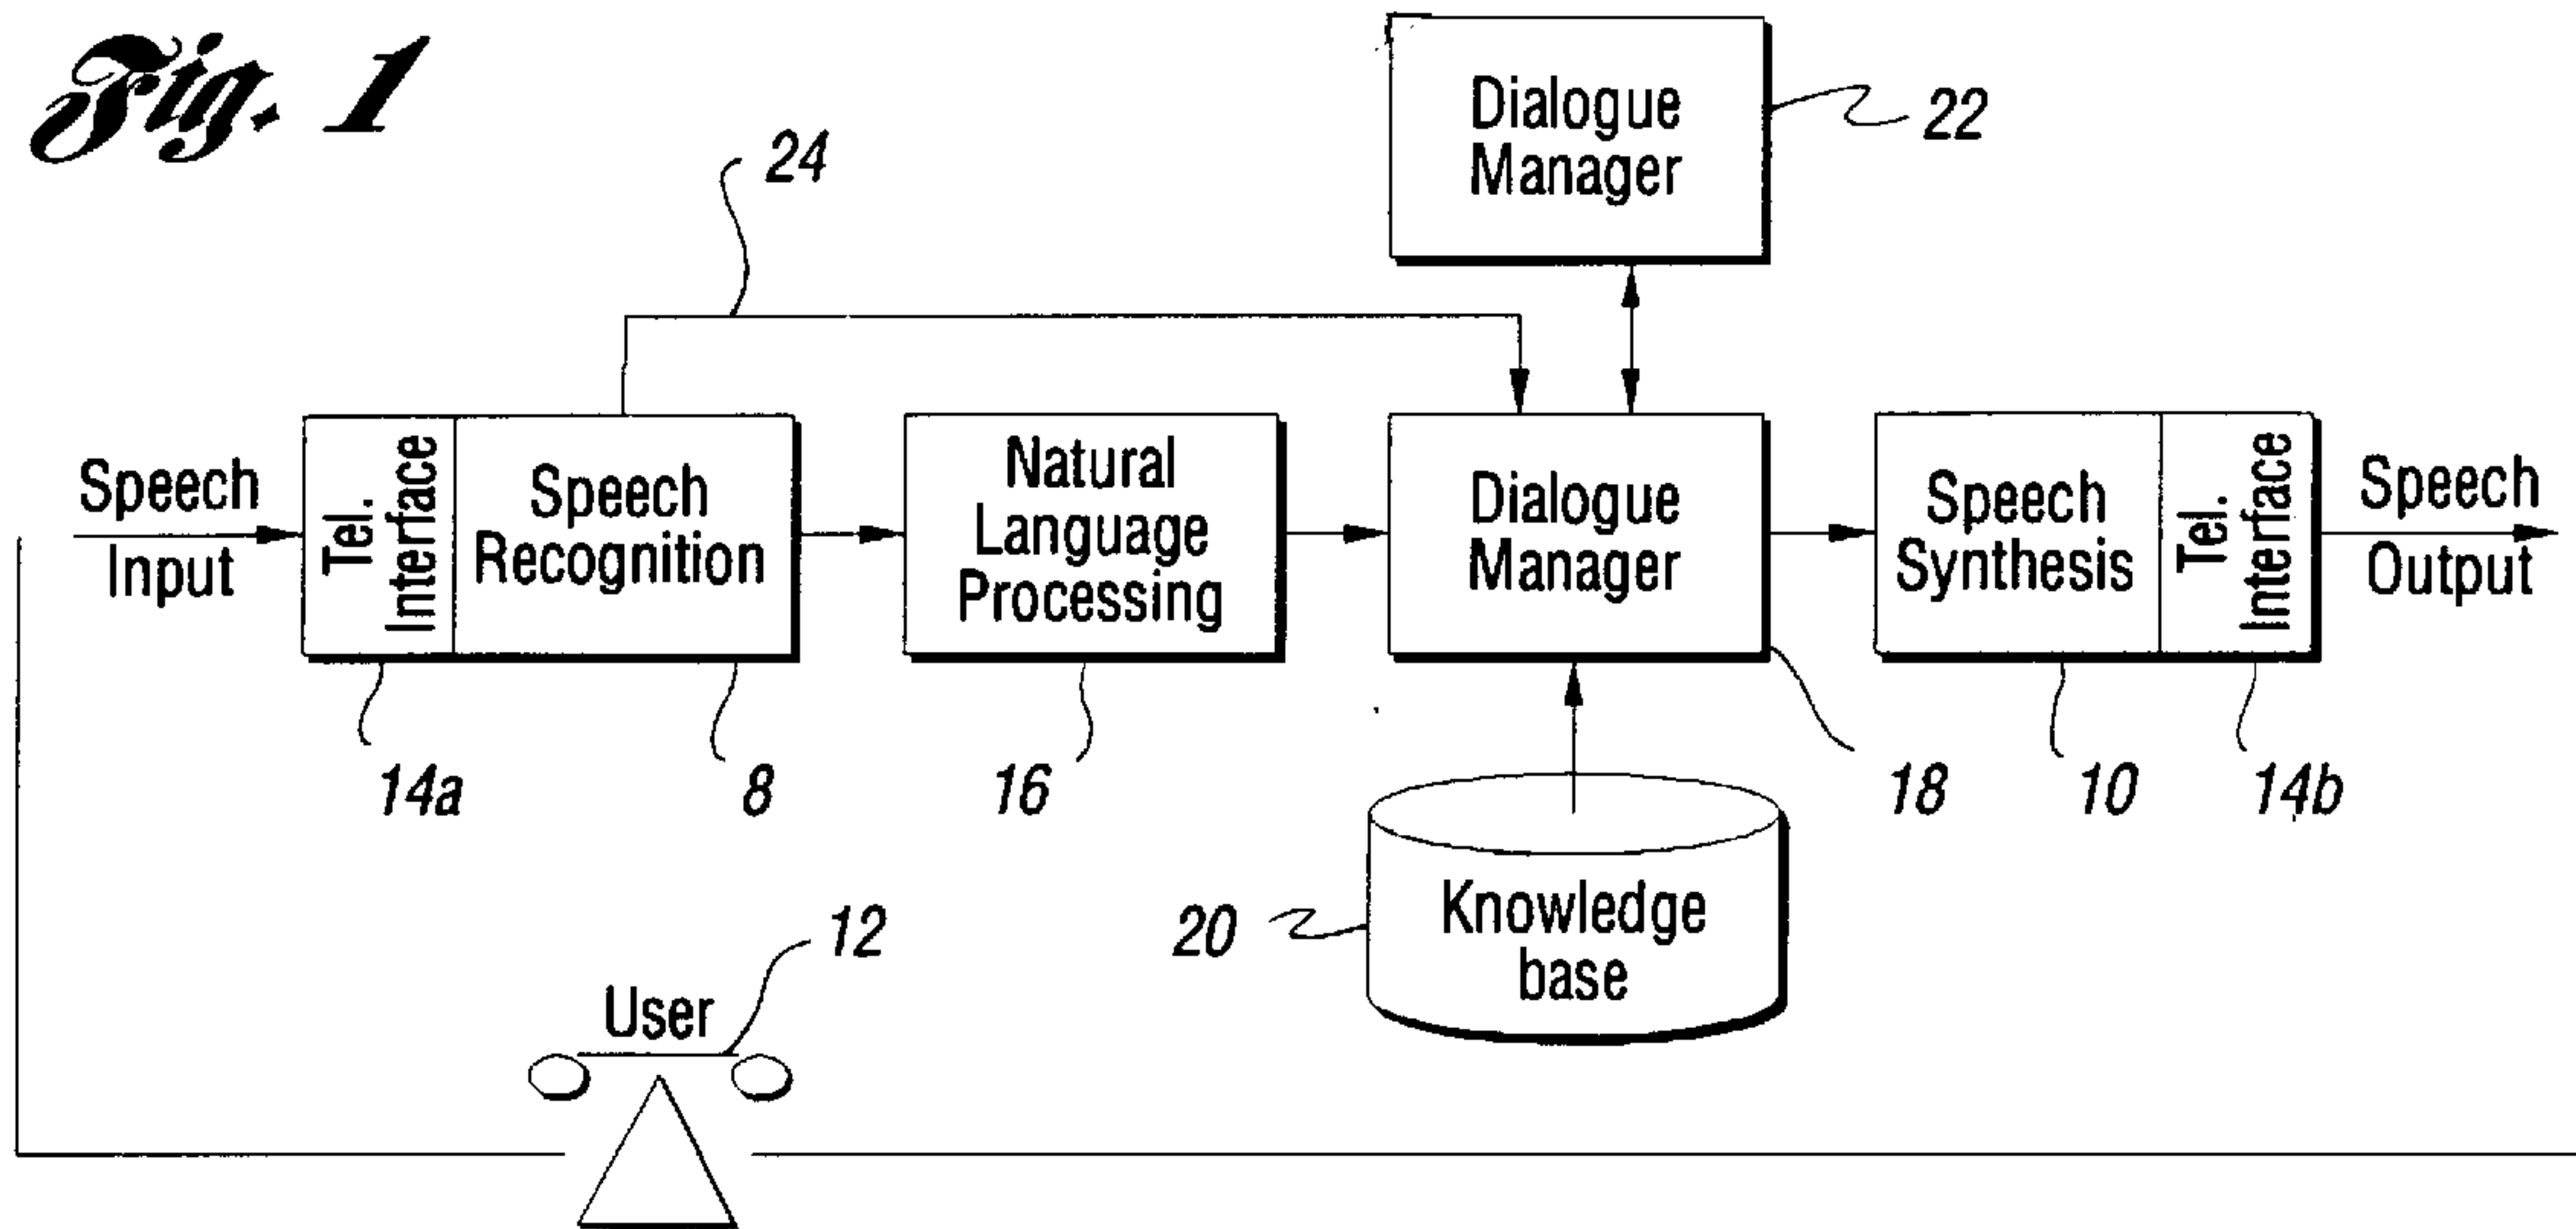 Fig. 1
Dialogue
Manager
22
24
Speech
Input
Tel.
Interface
Speech
Recognition
Natural
Language
Processing
Dialogue
Manager
Speech
Synthesis
Tel.
Interface
Speech
Output
14a
8
16
18
10
14b
Knowledge
base
20
12
User